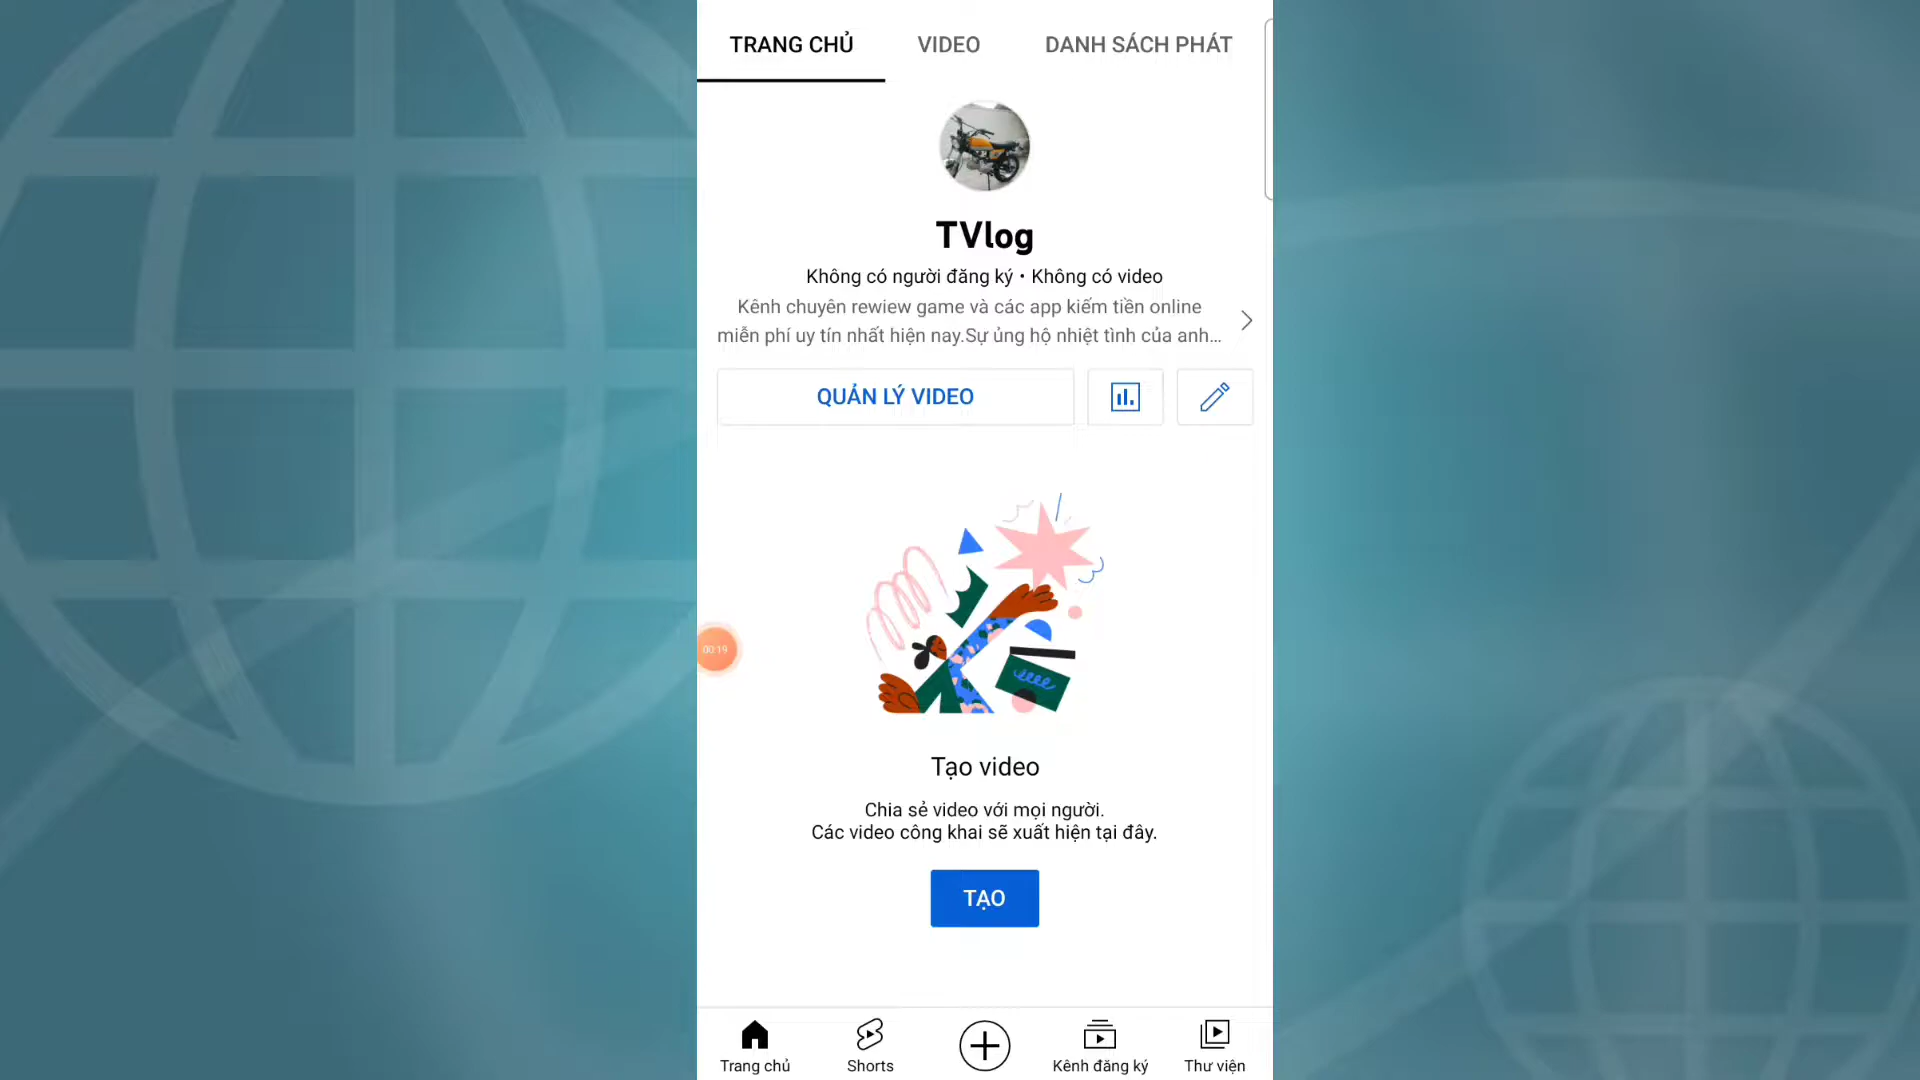 TRANG CHỦ VIDEO DANH SÁCH PHÁT
TVlog
Không có người đăng ký • Không có video
Kênh chuyên rewiew game và các app kiếm tiền online
miễn phí uy tín nhất hiện nay.Sự ủng hộ nhiệt tình của anh...
QUẢN LÝ VIDEO
00:19
Tạo video
Chia sẻ video với mọi người.
Các video công khai sẽ xuất hiện tại đây.
TẠO
Trang chủ Shorts Kênh đăng ký Thư viện